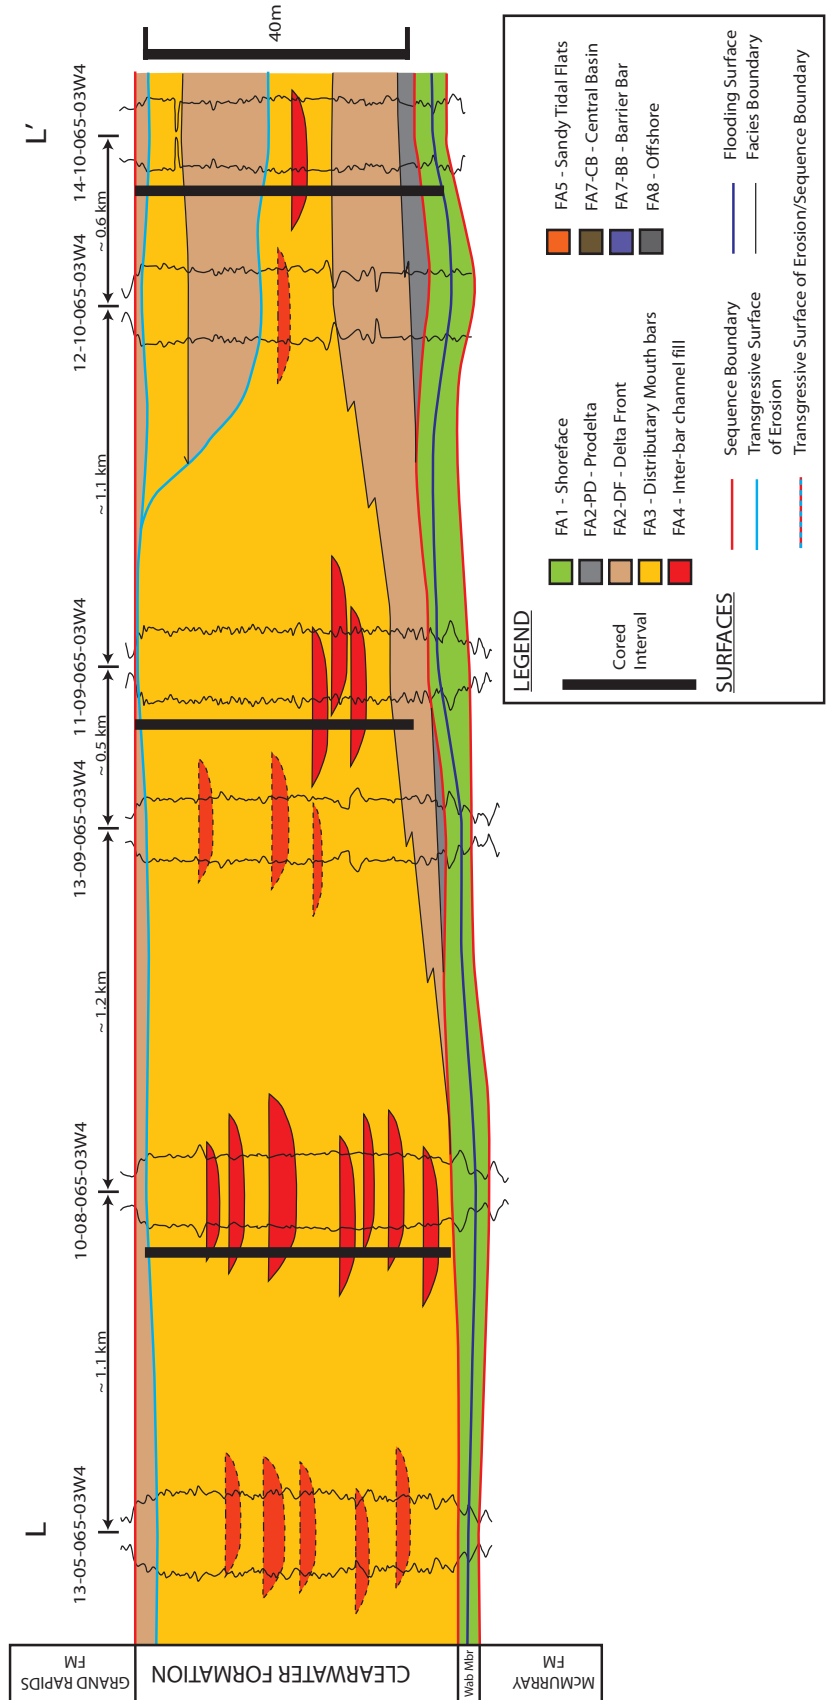 L
L'
13-05-065-03W4
10-08-065-03W4
13-09-065-03W4
11-09-065-03W4
12-10-065-03W4
14-10-065-03W4
~ 1.1 km
~ 1.2 km
~ 0.5 km
~ 1.1 km
~ 0.6 km
40m
GRAND RAPIDS
FM
CLEARWATER FORMATION
Wab Mbr
McMURRAY
FM
LEGEND
Cored
Interval
FA1 - Shoreface
FA2-PD - Prodelta
FA2-DF - Delta Front
FA3 - Distributary Mouth bars
FA4 - Inter-bar channel fill
FA5 - Sandy Tidal Flats
FA7-CB - Central Basin
FA7-BB - Barrier Bar
FA8 - Offshore
SURFACES
Sequence Boundary
Transgressive Surface
of Erosion
Flooding Surface
Facies Boundary
Transgressive Surface of Erosion/Sequence Boundary